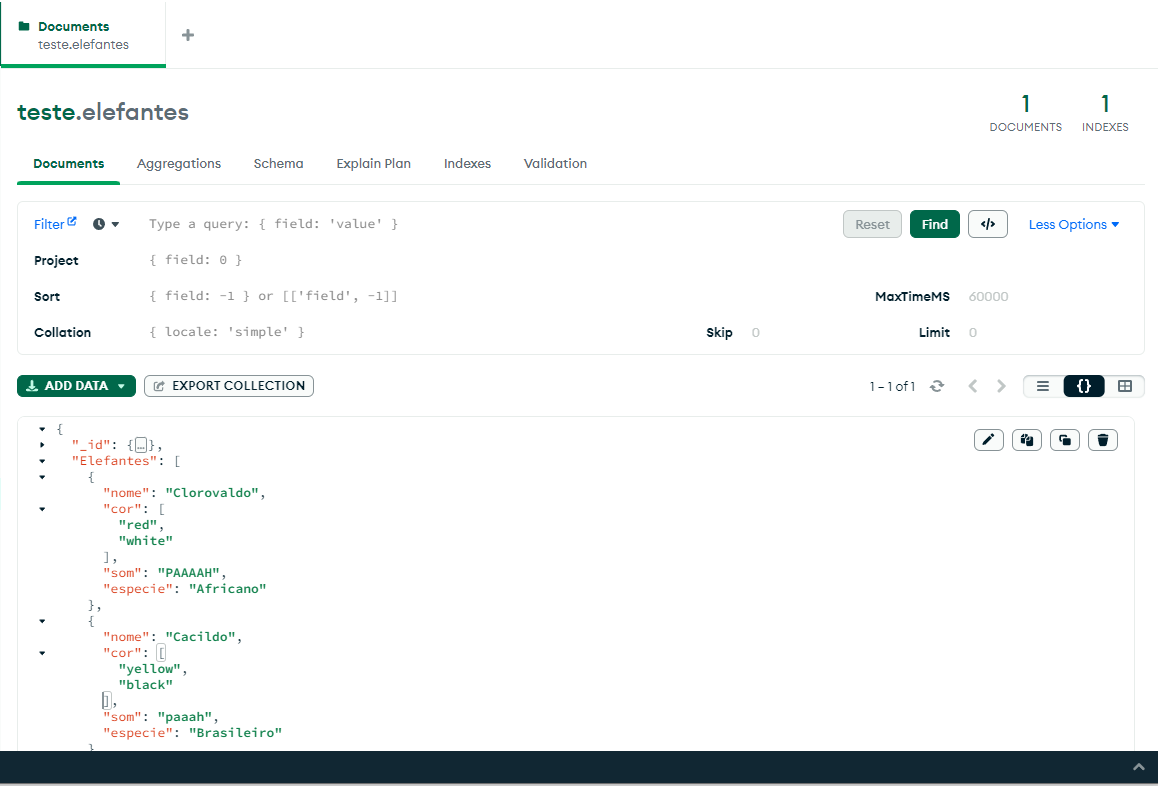 Documents
teste.elefantes
+
teste.elefantes
1
DOCUMENTS
1
INDEXES
Documents Aggregations Schema Explain Plan Indexes Validation
Filter Type a query: { field: 'value' } Reset Find </> Less Options
Project { field: 0 }
Sort { field: -1 } or [['field', -1]] MaxTimeMS 60000
Collation { locale: 'simple' } Skip 0 Limit 0
ADD DATA EXPORT COLLECTION 1 – 1 of 1 {}
{
"_id": {…},
"Elefantes": [
{
"nome": "Clorovaldo",
"cor": [
"red",
"white"
],
"som": "PAAAAH",
"especie": "Africano"
},
{
"nome": "Cacildo",
"cor": [
"yellow",
"black"
],
"som": "paaah",
"especie": "Brasileiro"
}